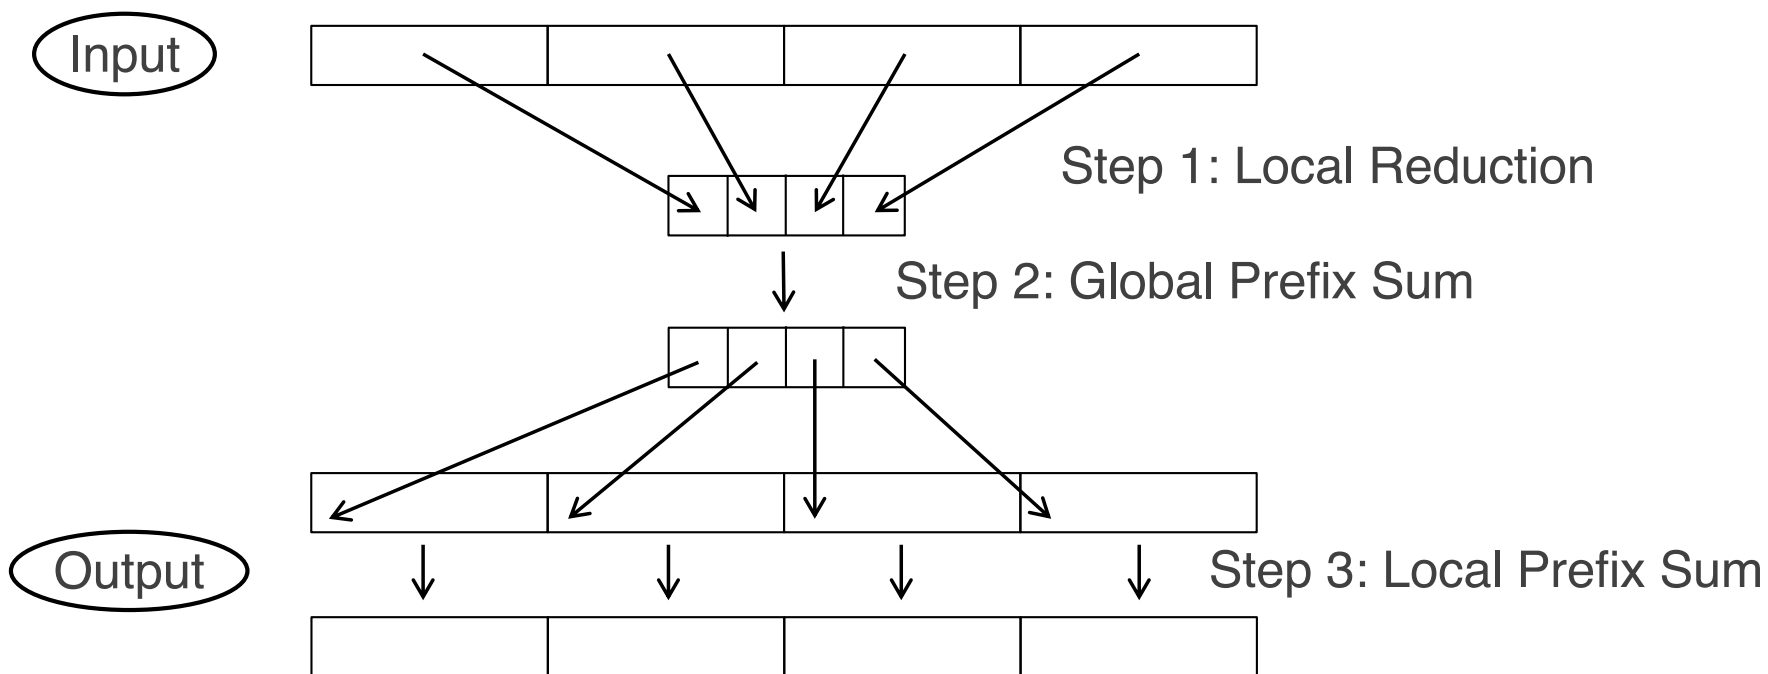 Input
Step 1: Local Reduction
Step 2: Global Prefix Sum
Output
Step 3: Local Prefix Sum